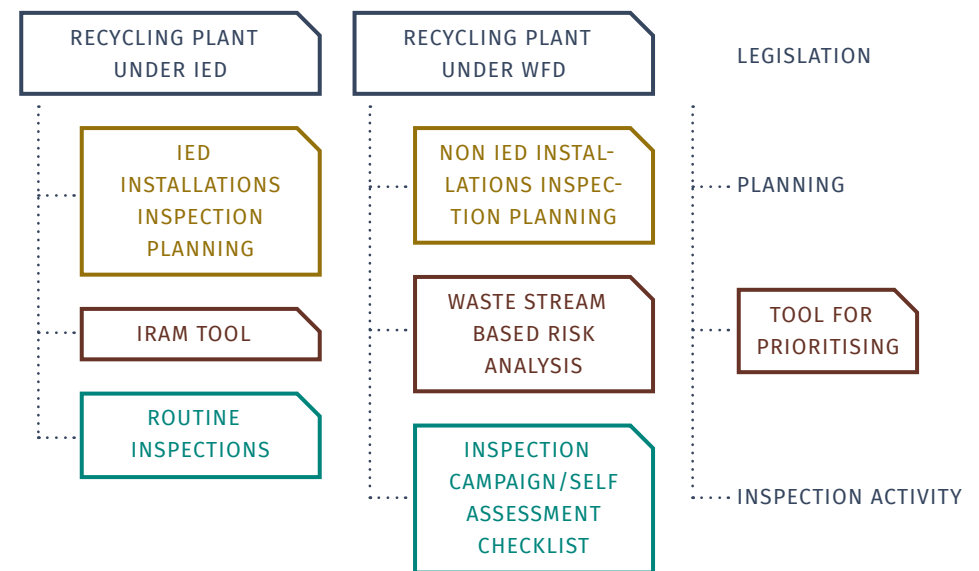 RECYCLING PLANT
UNDER IED
RECYCLING PLANT
UNDER WFD
LEGISLATION
IED
INSTALLATIONS
INSPECTION
PLANNING
NON IED INSTAL-
LATIONS INSPEC-
TION PLANNING
PLANNING
IRAM TOOL
WASTE STREAM
BASED RISK
ANALYSIS
TOOL FOR
PRIORITISING
ROUTINE
INSPECTIONS
INSPECTION
CAMPAIGN/SELF
ASSESSMENT
CHECKLIST
INSPECTION ACTIVITY